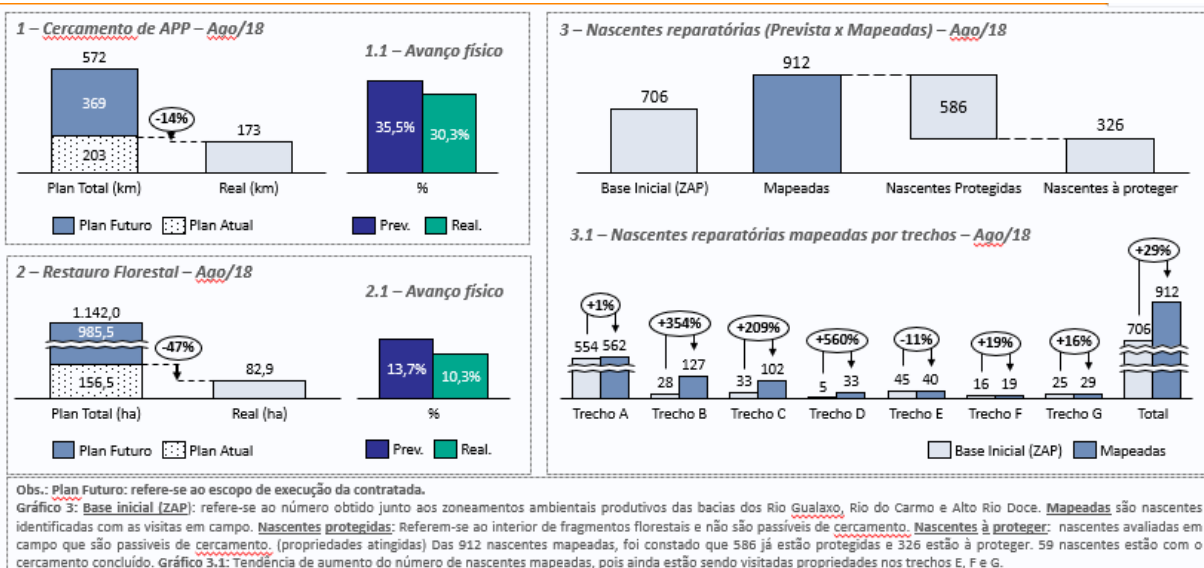 1 – Cercamento de APP – Ago/18
572
369
-14%
173
203
Plan Total (km)
Real (km)
Plan Futuro
Plan Atual
1.1 – Avanço físico
35,5%
30,3%
%
Prev.
Real.
2 – Restauro Florestal – Ago/18
1.142,0
985,5
-47%
82,9
156,5
Plan Total (ha)
Real (ha)
Plan Futuro
Plan Atual
2.1 – Avanço físico
13,7%
10,3%
%
Prev.
Real.
3 – Nascentes reparatórias (Prevista x Mapeadas) – Ago/18
706
912
586
326
Base Inicial (ZAP)
Mapeadas
Nascentes Protegidas
Nascentes à proteger
3.1 – Nascentes reparatórias mapeadas por trechos – Ago/18
+1%
+354%
+209%
+560%
-11%
+19%
+16%
+29%
554 562
28 127
33 102
5 33
45 40
16 19
25 29
706 912
Trecho A
Trecho B
Trecho C
Trecho D
Trecho E
Trecho F
Trecho G
Total
Base Inicial (ZAP)
Mapeadas
Obs.: Plan Futuro: refere-se ao escopo de execução da contratada.
Gráfico 3: Base inicial (ZAP): refere-se ao número obtido junto aos zoneamentos ambientais produtivos das bacias dos Rio Gualaxo, Rio do Carmo e Alto Rio Doce. Mapeadas são nascentes
identificadas com as visitas em campo. Nascentes protegidas: Referem-se ao interior de fragmentos florestais e não são passíveis de cercamento. Nascentes à proteger: nascentes avaliadas em
campo que são passiveis de cercamento. (propriedades atingidas) Das 912 nascentes mapeadas, foi constado que 586 já estão protegidas e 326 estão à proteger. 59 nascentes estão com o
cercamento concluído. Gráfico 3.1: Tendência de aumento do número de nascentes mapeadas, pois ainda estão sendo visitadas propriedades nos trechos E, F e G.